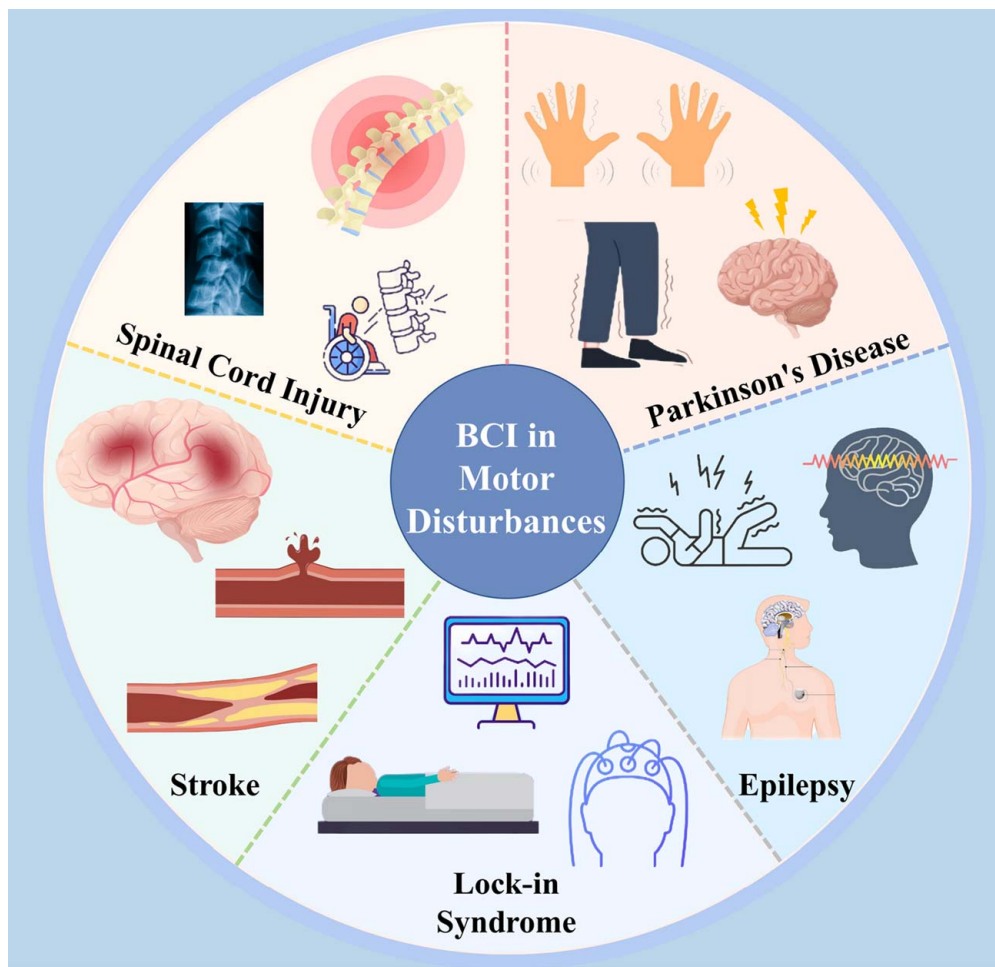 Spinal Cord Injury
Parkinson's Disease
BCI in
Motor
Disturbances
Stroke
Epilepsy
Lock-in
Syndrome